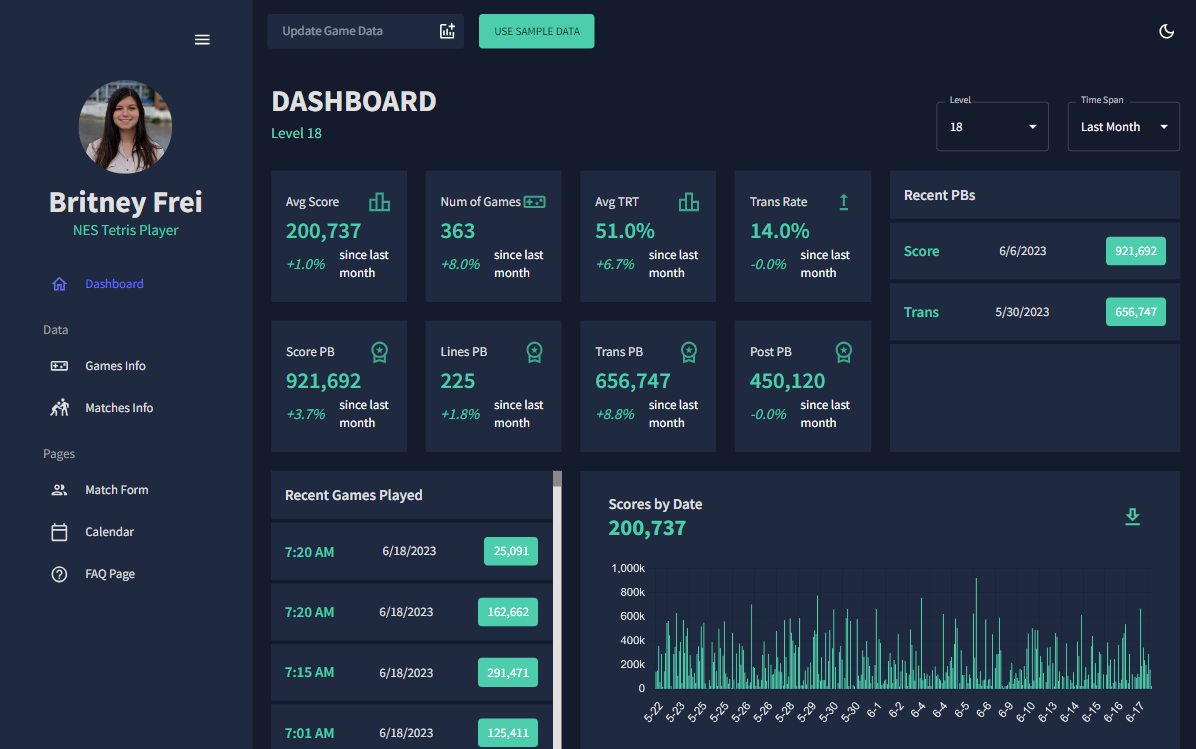 Update Game Data
USE SAMPLE DATA
Britney Frei
NES Tetris Player
Dashboard
Data
Games Info
Matches Info
Pages
Match Form
Calendar
FAQ Page
DASHBOARD
Level 18
Level
18
Time Span
Last Month
Avg Score
200,737
+1.0%
since last
month
Num of Games
363
+8.0%
since last
month
Avg TRT
51.0%
+6.7%
since last
month
Trans Rate
14.0%
-0.0%
since last
month
Score PB
921,692
+3.7%
since last
month
Lines PB
225
+1.8%
since last
month
Trans PB
656,747
+8.8%
since last
month
Post PB
450,120
-0.0%
since last
month
Recent PBs
Score 6/6/2023 921,692
Trans 5/30/2023 656,747
Recent Games Played
7:20 AM 6/18/2023 25,091
7:20 AM 6/18/2023 162,662
7:15 AM 6/18/2023 291,471
7:01 AM 6/18/2023 125,411
Scores by Date
200,737
1,000k
800k
600k
400k
200k
0
5-22 5-23 5-25 5-25 5-26 5-26 5-28 5-29 5-30 5-30 6-1 6-2 6-4 6-4 6-5 6-6 6-9 6-10 6-13 6-14 6-15 6-16 6-17